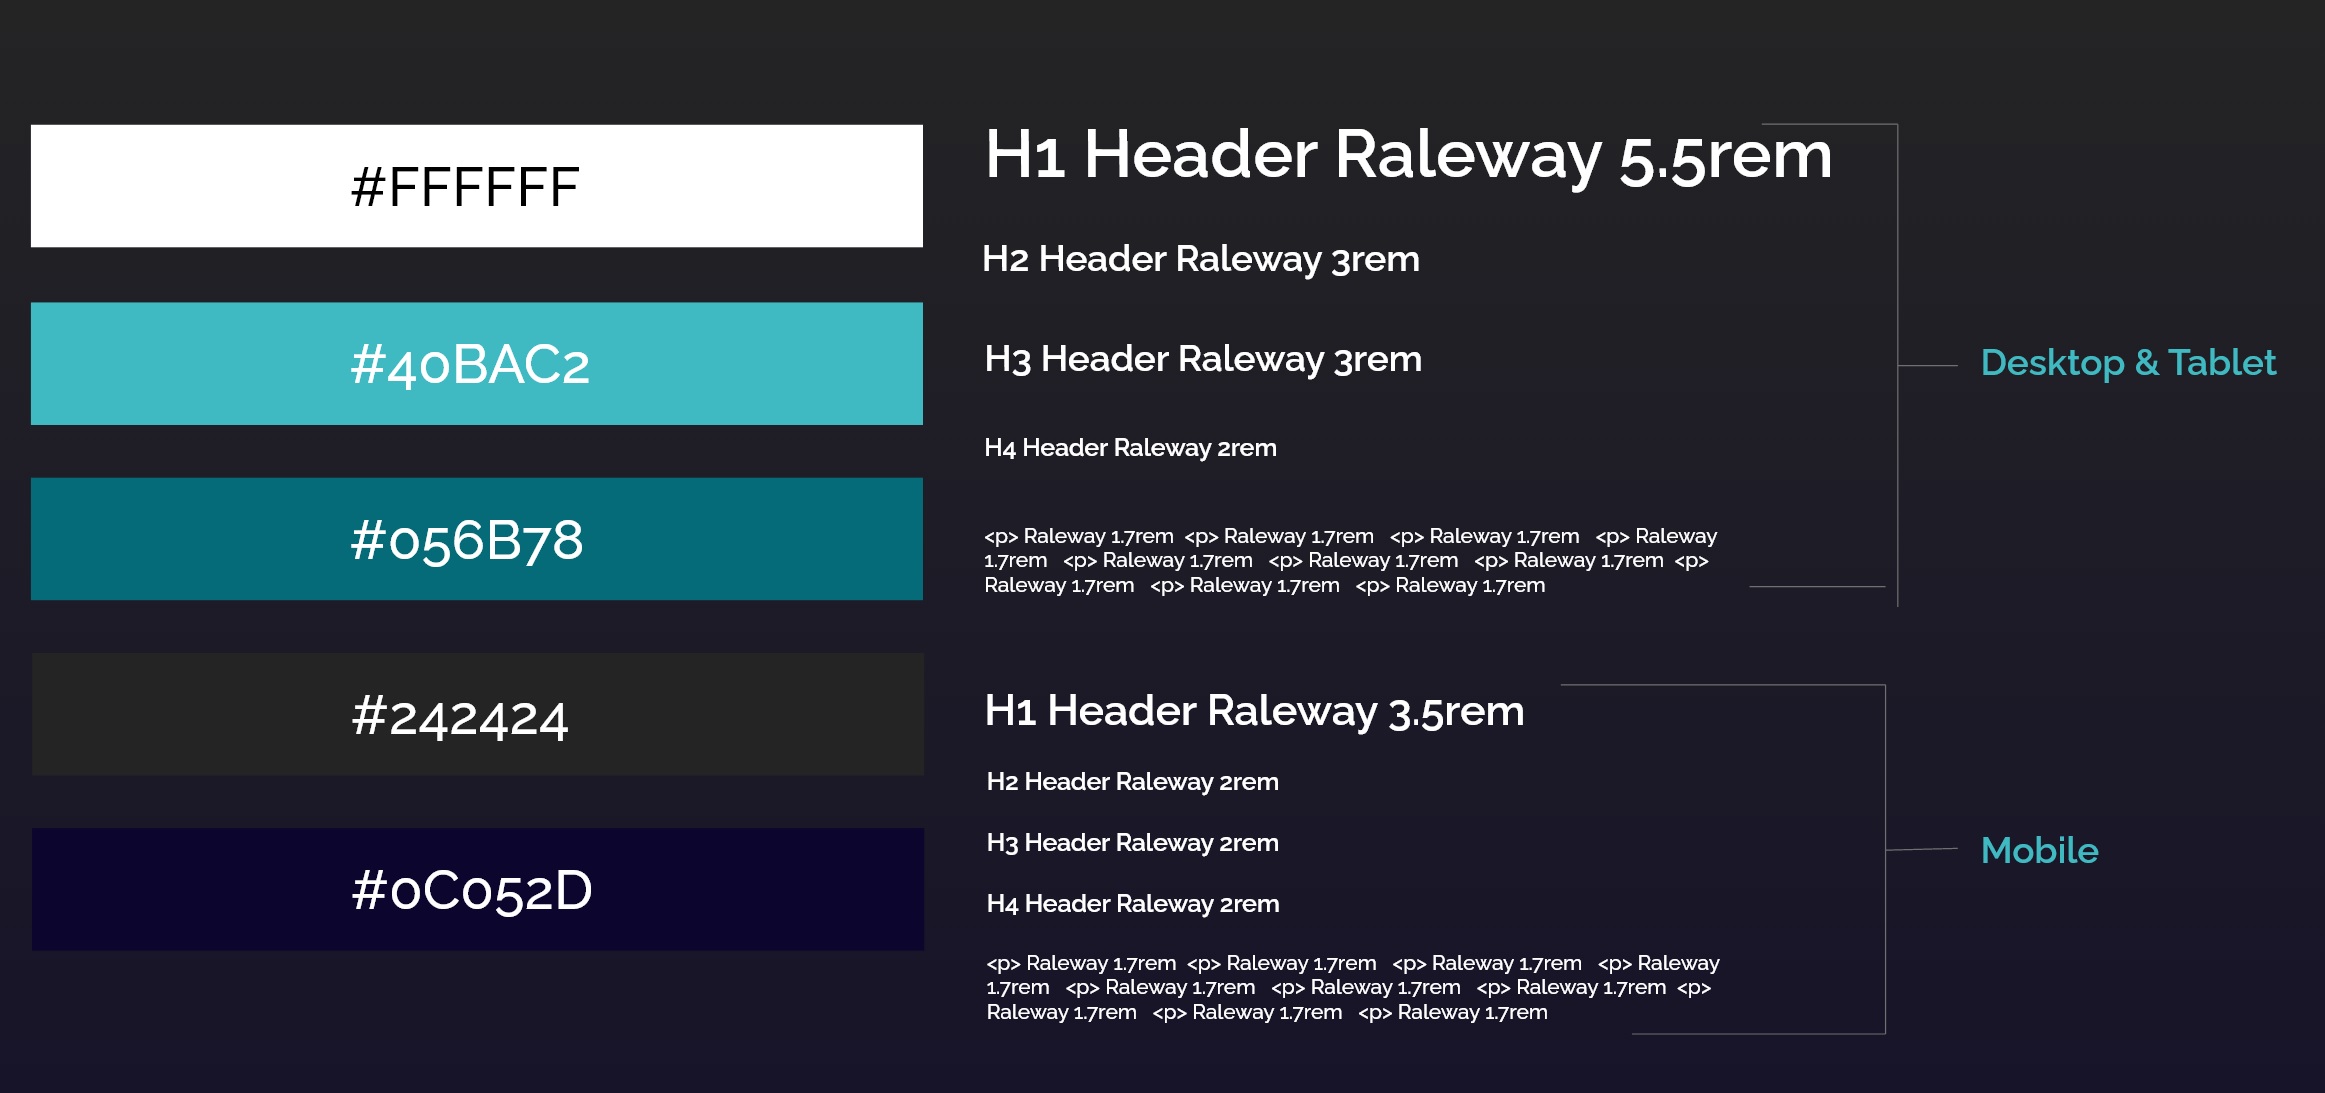 #FFFFFF
#40BAC2
#056B78
#242424
#0C052D
H1 Header Raleway 5.5rem
H2 Header Raleway 3rem
H3 Header Raleway 3rem
H4 Header Raleway 2rem
<p> Raleway 1.7rem <p> Raleway 1.7rem <p> Raleway 1.7rem <p> Raleway
1.7rem <p> Raleway 1.7rem <p> Raleway 1.7rem <p> Raleway 1.7rem <p>
Raleway 1.7rem <p> Raleway 1.7rem <p> Raleway 1.7rem
Desktop & Tablet
H1 Header Raleway 3.5rem
H2 Header Raleway 2rem
H3 Header Raleway 2rem
H4 Header Raleway 2rem
<p> Raleway 1.7rem <p> Raleway 1.7rem <p> Raleway 1.7rem <p> Raleway
1.7rem <p> Raleway 1.7rem <p> Raleway 1.7rem <p> Raleway 1.7rem <p>
Raleway 1.7rem <p> Raleway 1.7rem <p> Raleway 1.7rem
Mobile